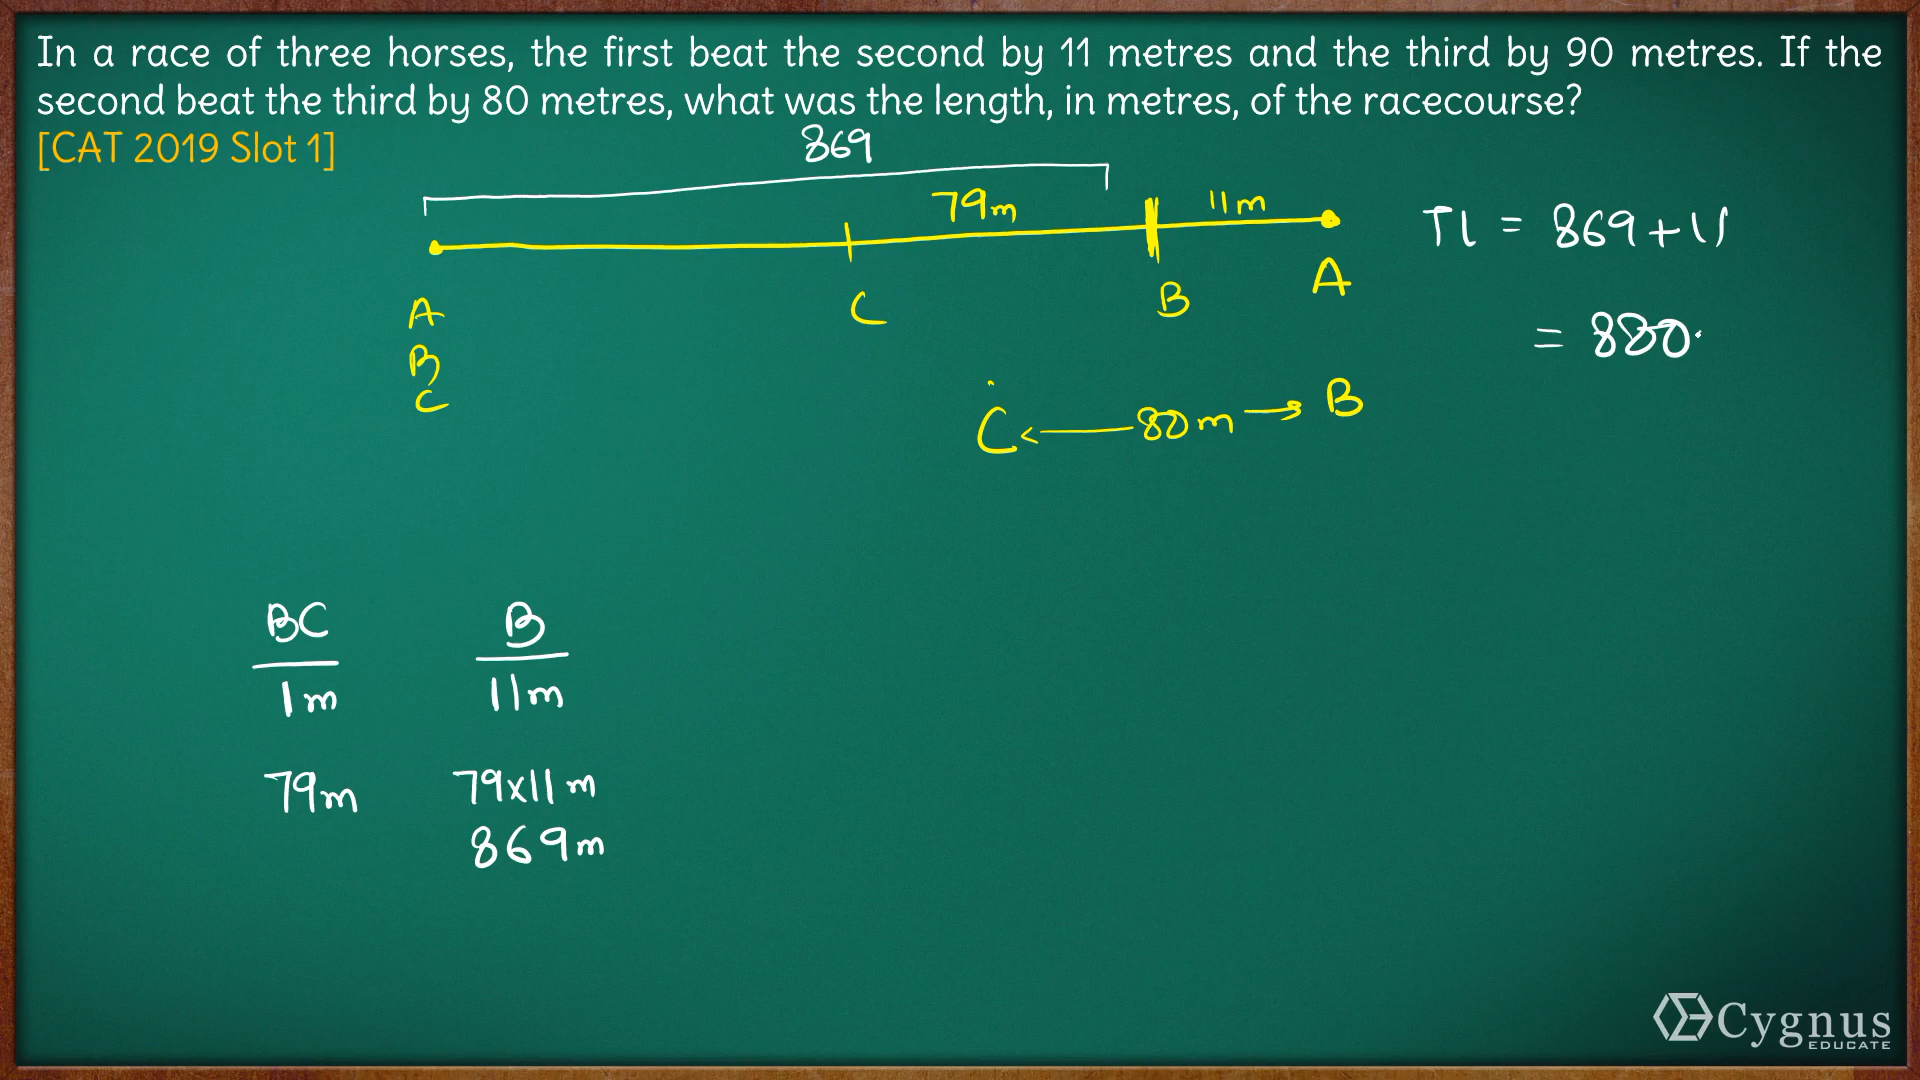 In a race of three horses, the first beat the second by 11 metres and the third by 90 metres. If the
second beat the third by 80 metres, what was the length, in metres, of the racecourse?
[CAT 2019 Slot 1]
869
79m
11m
TL = 869+11
A
B
C
C
B
A
= 880.
C ← 80m → B
BC B
1m 11m
79m 79x11m
869m
Cygnus
EDUCATE